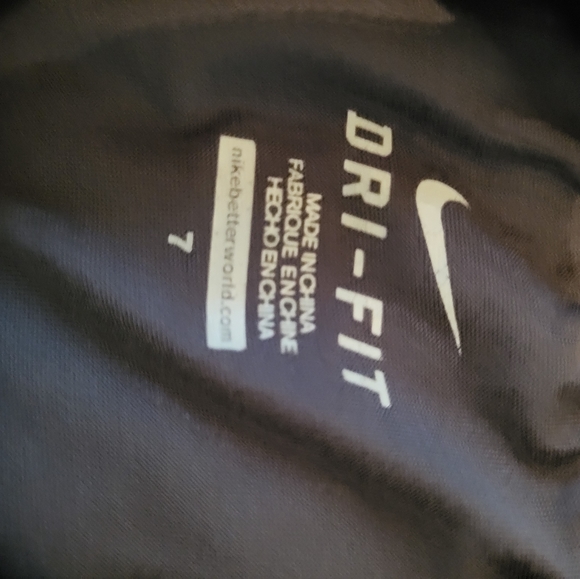 DRI-FIT
MADE IN CHINA
FABRIQUE EN CHINE
HECHO EN CHINA
nikebetterworld.com
7